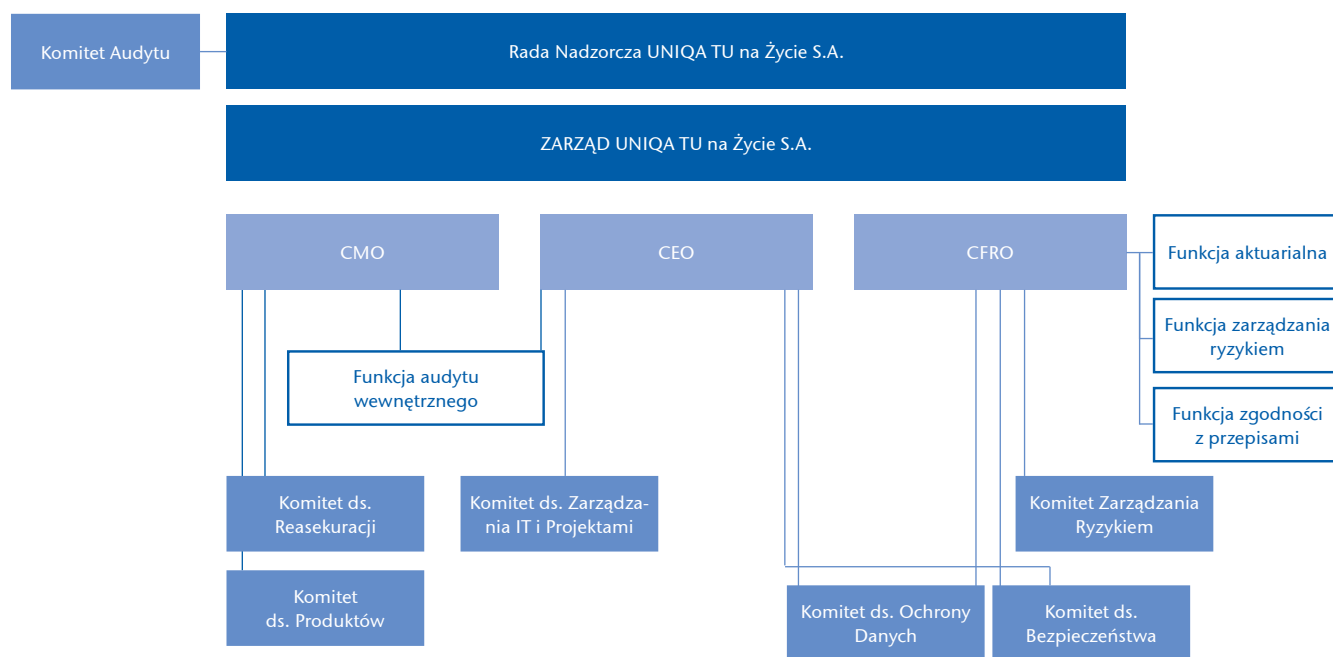 Komitet Audytu
Rada Nadzorcza UNIQA TU na Życie S.A.
ZARZĄD UNIQA TU na Życie S.A.
CMO
CEO
CFRO
Funkcja aktuarialna
Funkcja zarządzania
ryzykiem
Funkcja zgodności
z przepisami
Funkcja audytu
wewnętrznego
Komitet ds.
Reasekuracji
Komitet ds. Zarządza-
nia IT i Projektami
Komitet Zarządzania
Ryzykiem
Komitet
ds. Produktów
Komitet ds. Ochrony
Danych
Komitet ds.
Bezpieczeństwa